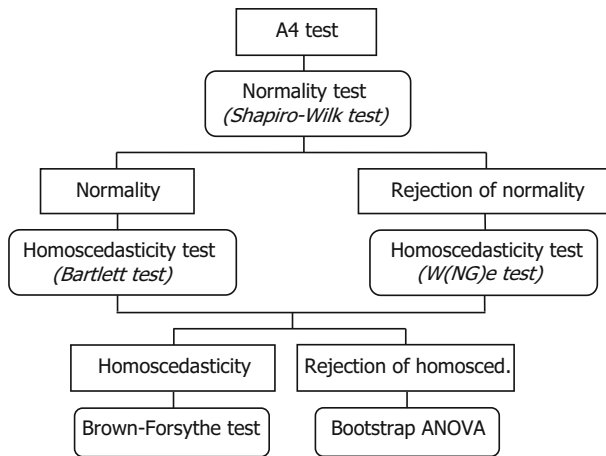 A4 test
Normality test
(Shapiro-Wilk test)
Normality
Rejection of normality
Homoscedasticity test
(Bartlett test)
Homoscedasticity test
(W(NG)e test)
Homoscedasticity
Rejection of homosced.
Brown-Forsythe test
Bootstrap ANOVA